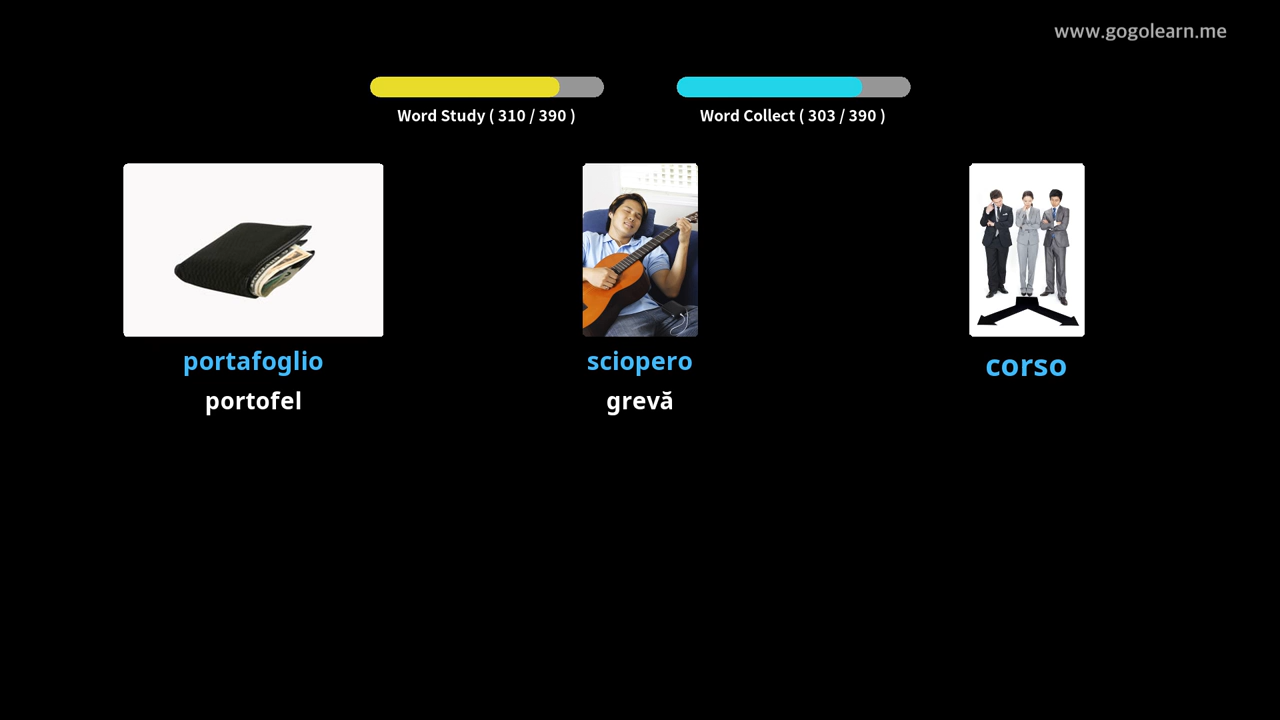 www.gogolearn.me
Word Study ( 310 / 390 )
Word Collect ( 303 / 390 )
portafoglio
portofel
sciopero
grevă
corso